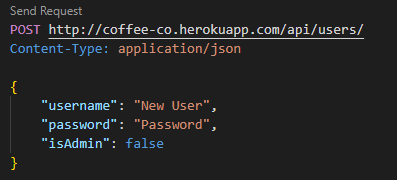 Send Request
POST http://coffee-co.herokuapp.com/api/users/
Content-Type: application/json
{
"username": "New User",
"password": "Password",
"isAdmin": false
}